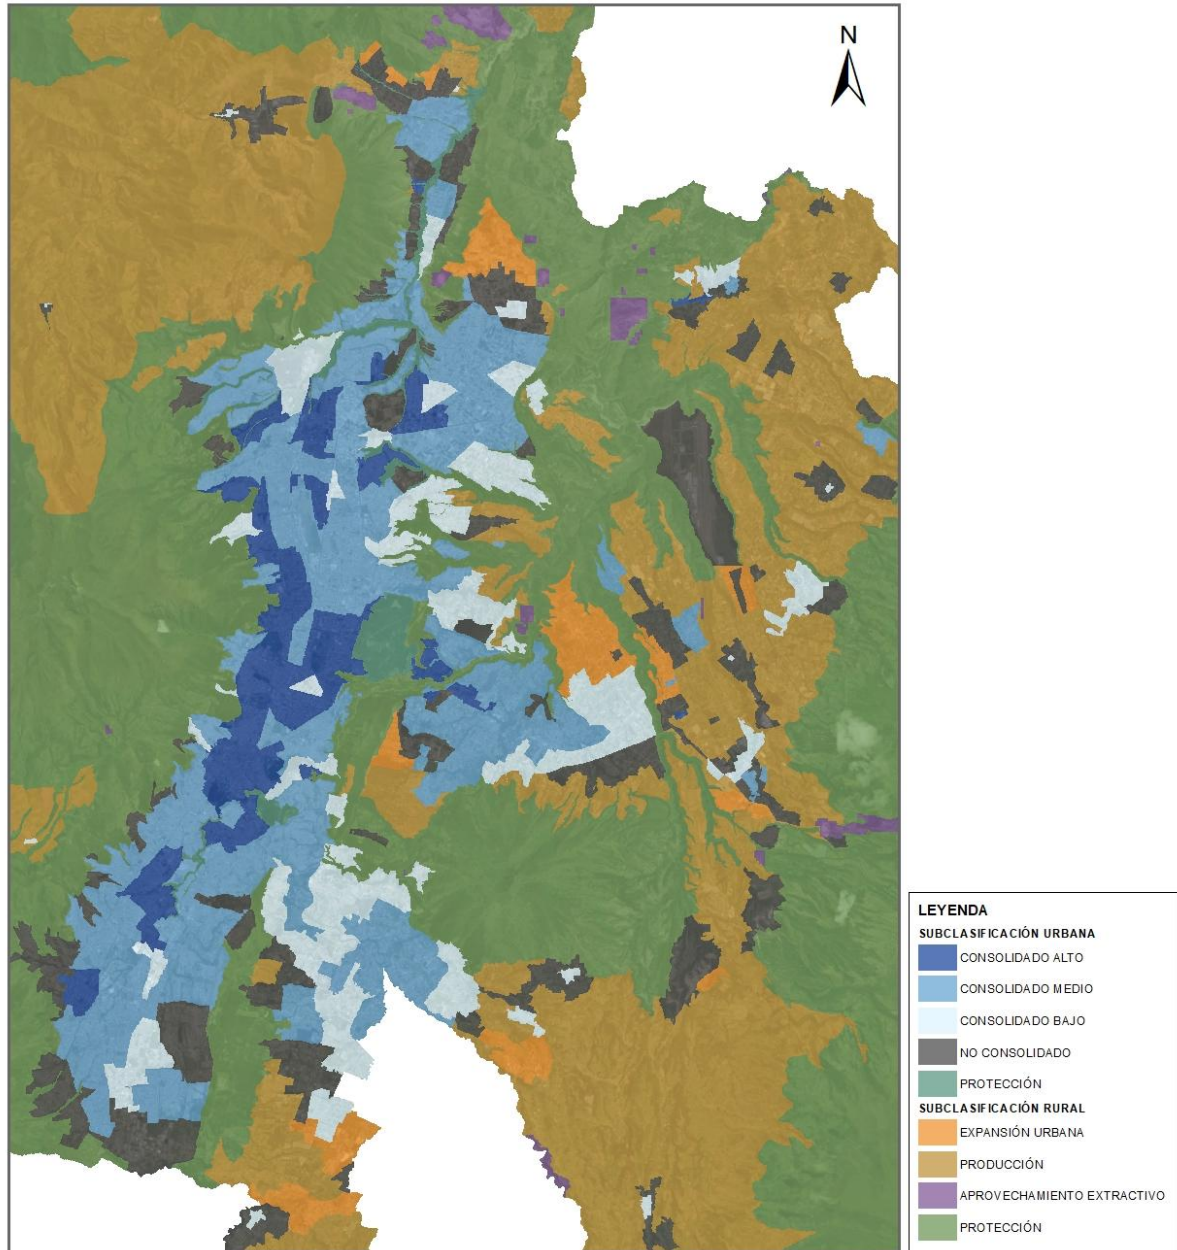 N
LEYENDA
SUBCLASIFICACIÓN URBANA
CONSOLIDADO ALTO
CONSOLIDADO MEDIO
CONSOLIDADO BAJO
NO CONSOLIDADO
PROTECCIÓN
SUBCLASIFICACIÓN RURAL
EXPANSIÓN URBANA
PRODUCCIÓN
APROVECHAMIENTO EXTRACTIVO
PROTECCIÓN